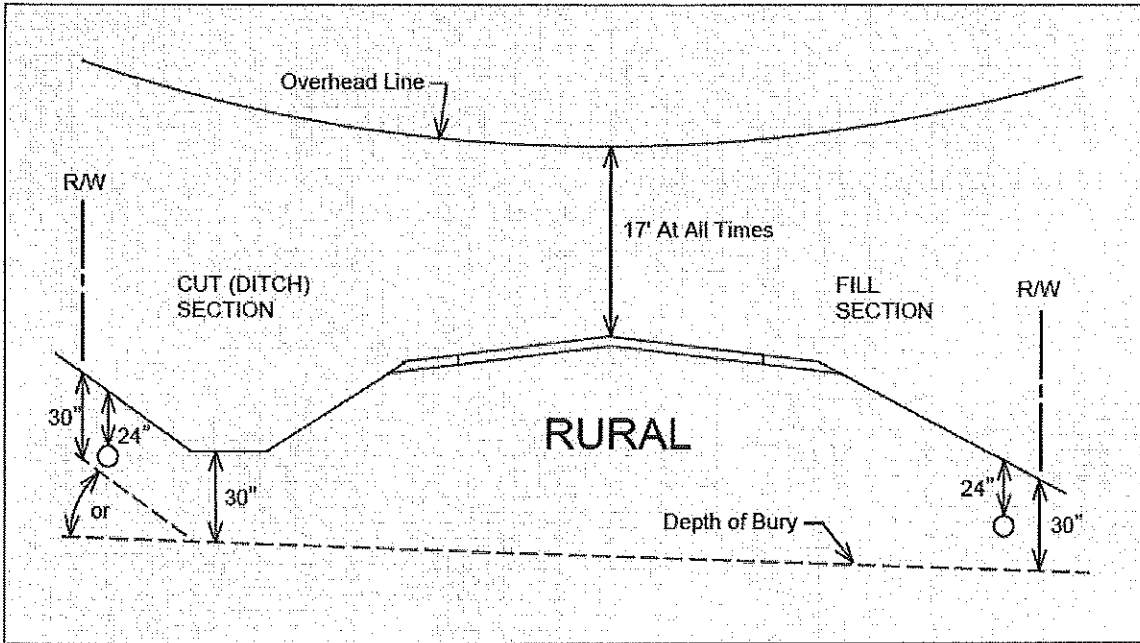 Overhead Line
R/W
17' At All Times
CUT (DITCH)
SECTION
FILL
SECTION
R/W
30"
24"
RURAL
30"
or
24"
30"
Depth of Bury